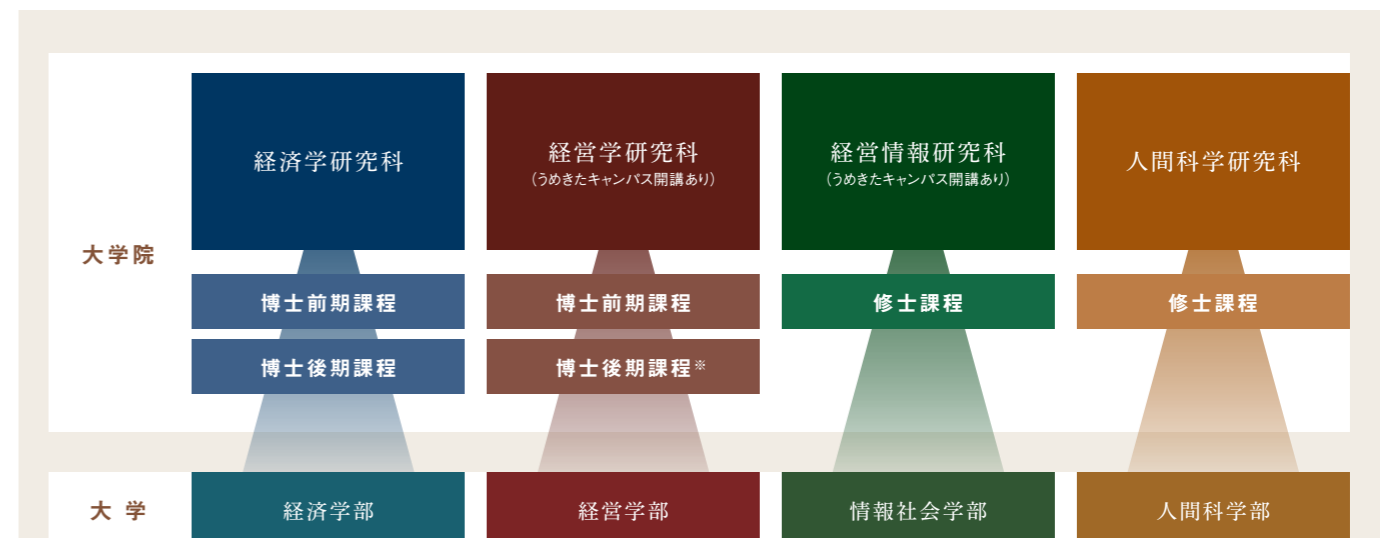 経済学研究科
経営学研究科
(うめきたキャンパス開講あり)
経営情報研究科
(うめきたキャンパス開講あり)
人間科学研究科
大学院
博士前期課程
博士前期課程
修士課程
修士課程
博士後期課程
博士後期課程※
大 学
経済学部
経営学部
情報社会学部
人間科学部